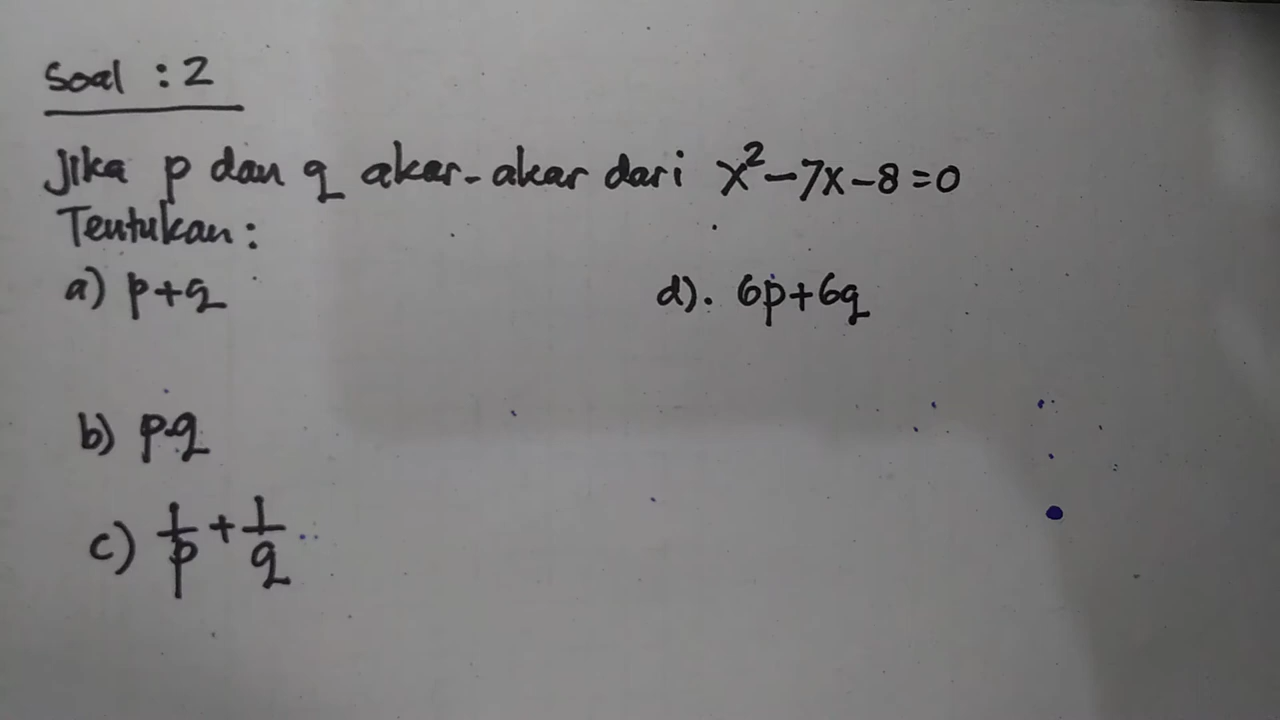 Soal : 2
Jika p dan q akar-akar dari x²-7x-8=0
Tentukan :
a) p+q
d). 6p+6q
b) p.q
c) 1/p + 1/q